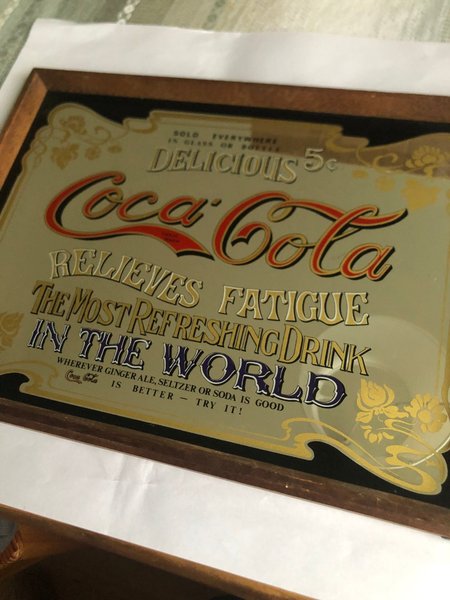 SOLD EVERYWHERE
IN GLASS OR BOTTLE
DELICIOUS 5¢
Coca-Cola
RELIEVES FATIGUE
THE MOST REFRESHING DRINK
IN THE WORLD
WHEREVER GINGER ALE, SELTZER OR SODA IS GOOD
Coca-Cola
IS BETTER – TRY IT!